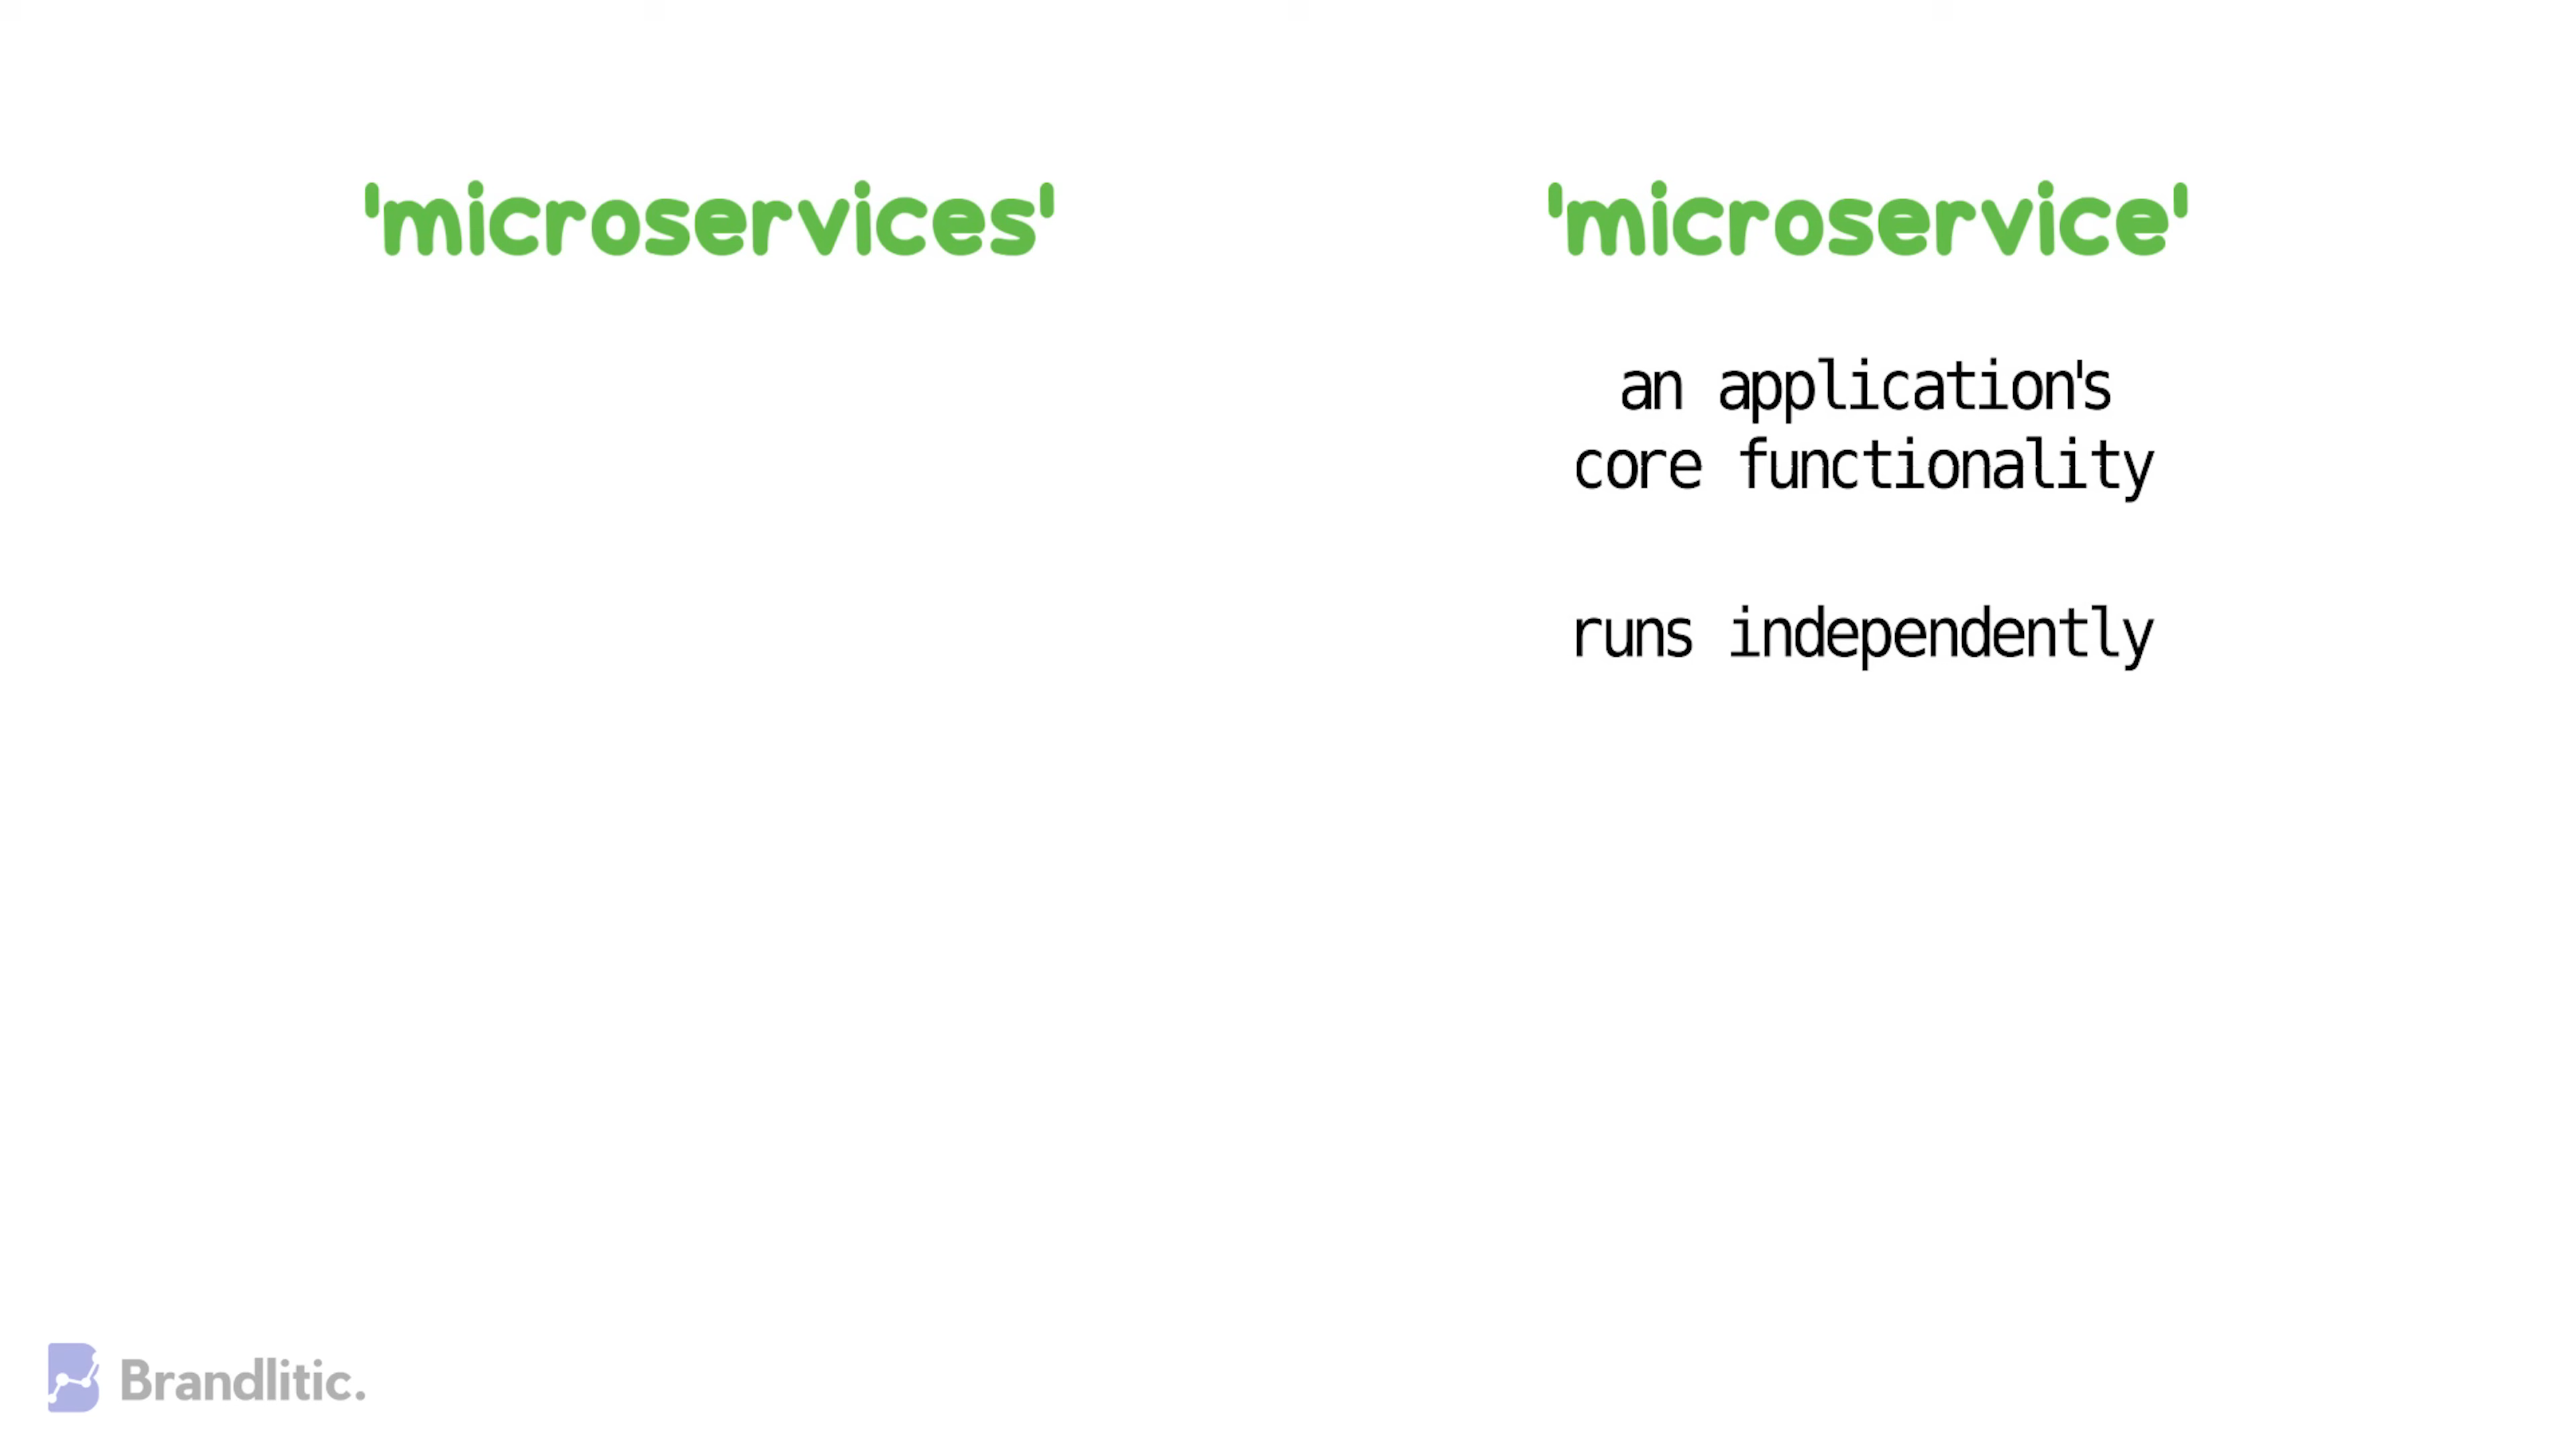 'microservices'
'microservice'
an application's
core functionality
runs independently
Brandlitic.